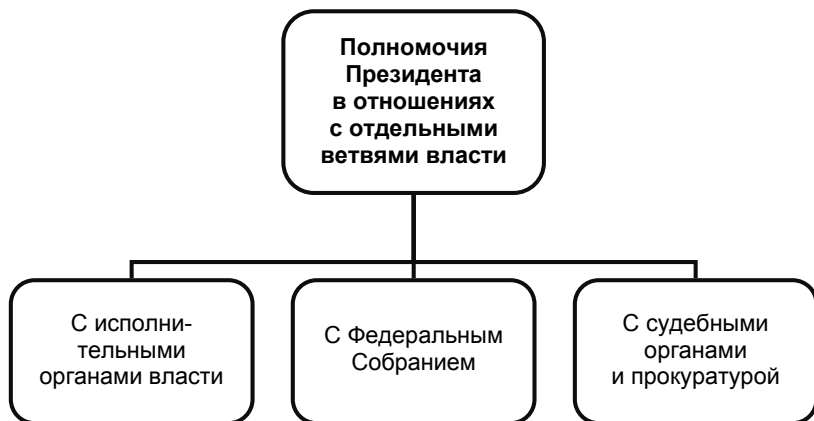 Полномочия
Президента
в отношениях
с отдельными
ветвями власти
С исполни-
тельными
органами власти
С Федеральным
Собранием
С судебными
органами
и прокуратурой